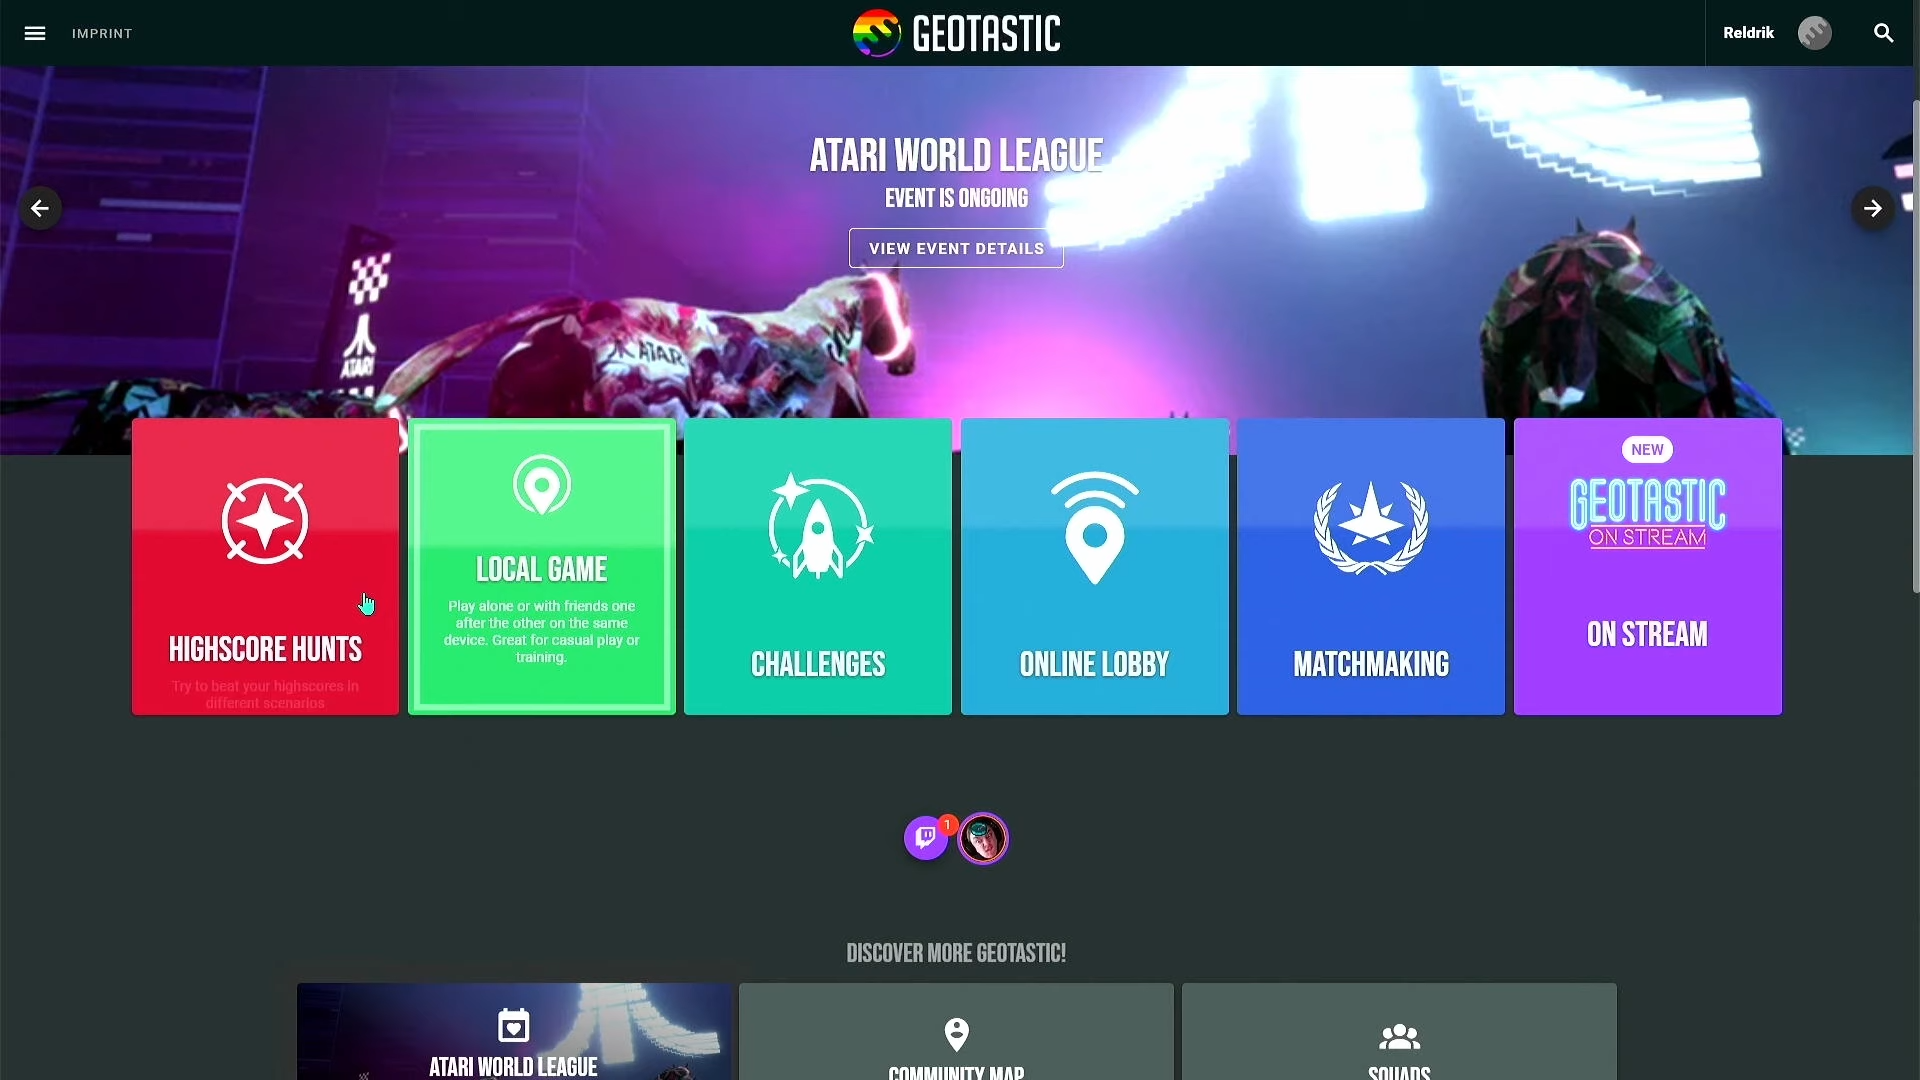 IMPRINT
GEOTASTIC
Reldrik
ATARI WORLD LEAGUE
EVENT IS ONGOING
VIEW EVENT DETAILS
ATARI
ATARI
HIGHSCORE HUNTS
Try to beat your highscores in
different scenarios
LOCAL GAME
Play alone or with friends one
after the other on the same
device. Great for casual play or
training.
CHALLENGES
ONLINE LOBBY
MATCHMAKING
NEW
GEOTASTIC
ON STREAM
ON STREAM
1
DISCOVER MORE GEOTASTIC!
ATARI WORLD LEAGUE
COMMUNITY MAP
SQUADS